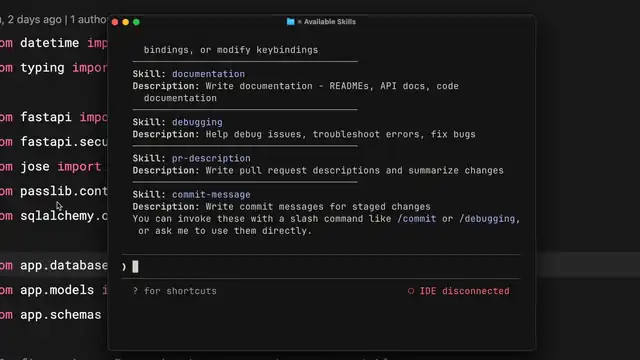 , 2 days ago | 1 autho
om datetime impo
om typing import
om fastapi impo
om fastapi.secu
om jose import
om passlib.cont
om sqlalchemy.o
om app.database
om app.models i
om app.schemas
Available Skills
bindings, or modify keybindings
Skill: documentation
Description: Write documentation - READMEs, API docs, code
documentation
Skill: debugging
Description: Help debug issues, troubleshoot errors, fix bugs
Skill: pr-description
Description: Write pull request descriptions and summarize changes
Skill: commit-message
Description: Write commit messages for staged changes
You can invoke these with a slash command like /commit or /debugging,
or ask me to use them directly.
? for shortcuts
IDE disconnected